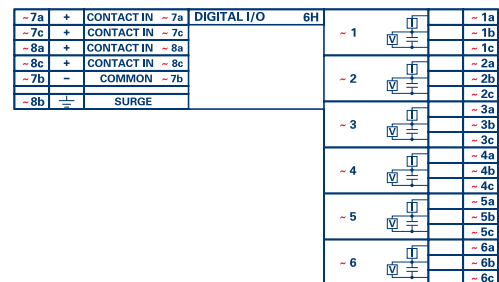 ~ 7a + CONTACT IN ~ 7a DIGITAL I/O 6H
~ 7c + CONTACT IN ~ 7c
~ 8a + CONTACT IN ~ 8a
~ 8c + CONTACT IN ~ 8c
~ 7b − COMMON ~ 7b
~ 8b SURGE
~ 1 I V ~ 1a
~ 1b
~ 1c
~ 2 I V ~ 2a
~ 2b
~ 2c
~ 3 I V ~ 3a
~ 3b
~ 3c
~ 4 I V ~ 4a
~ 4b
~ 4c
~ 5 I V ~ 5a
~ 5b
~ 5c
~ 6 I V ~ 6a
~ 6b
~ 6c